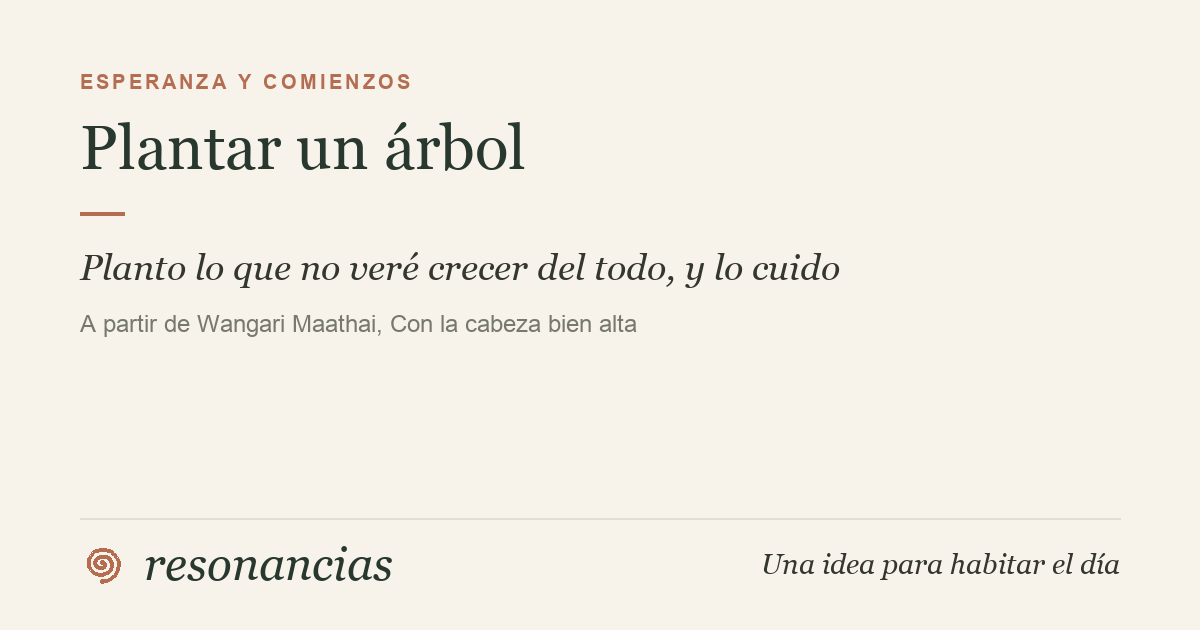 ESPERANZA Y COMIENZOS
Plantar un árbol
Planto lo que no veré crecer del todo, y lo cuido
A partir de Wangari Maathai, Con la cabeza bien alta
resonancias
Una idea para habitar el día